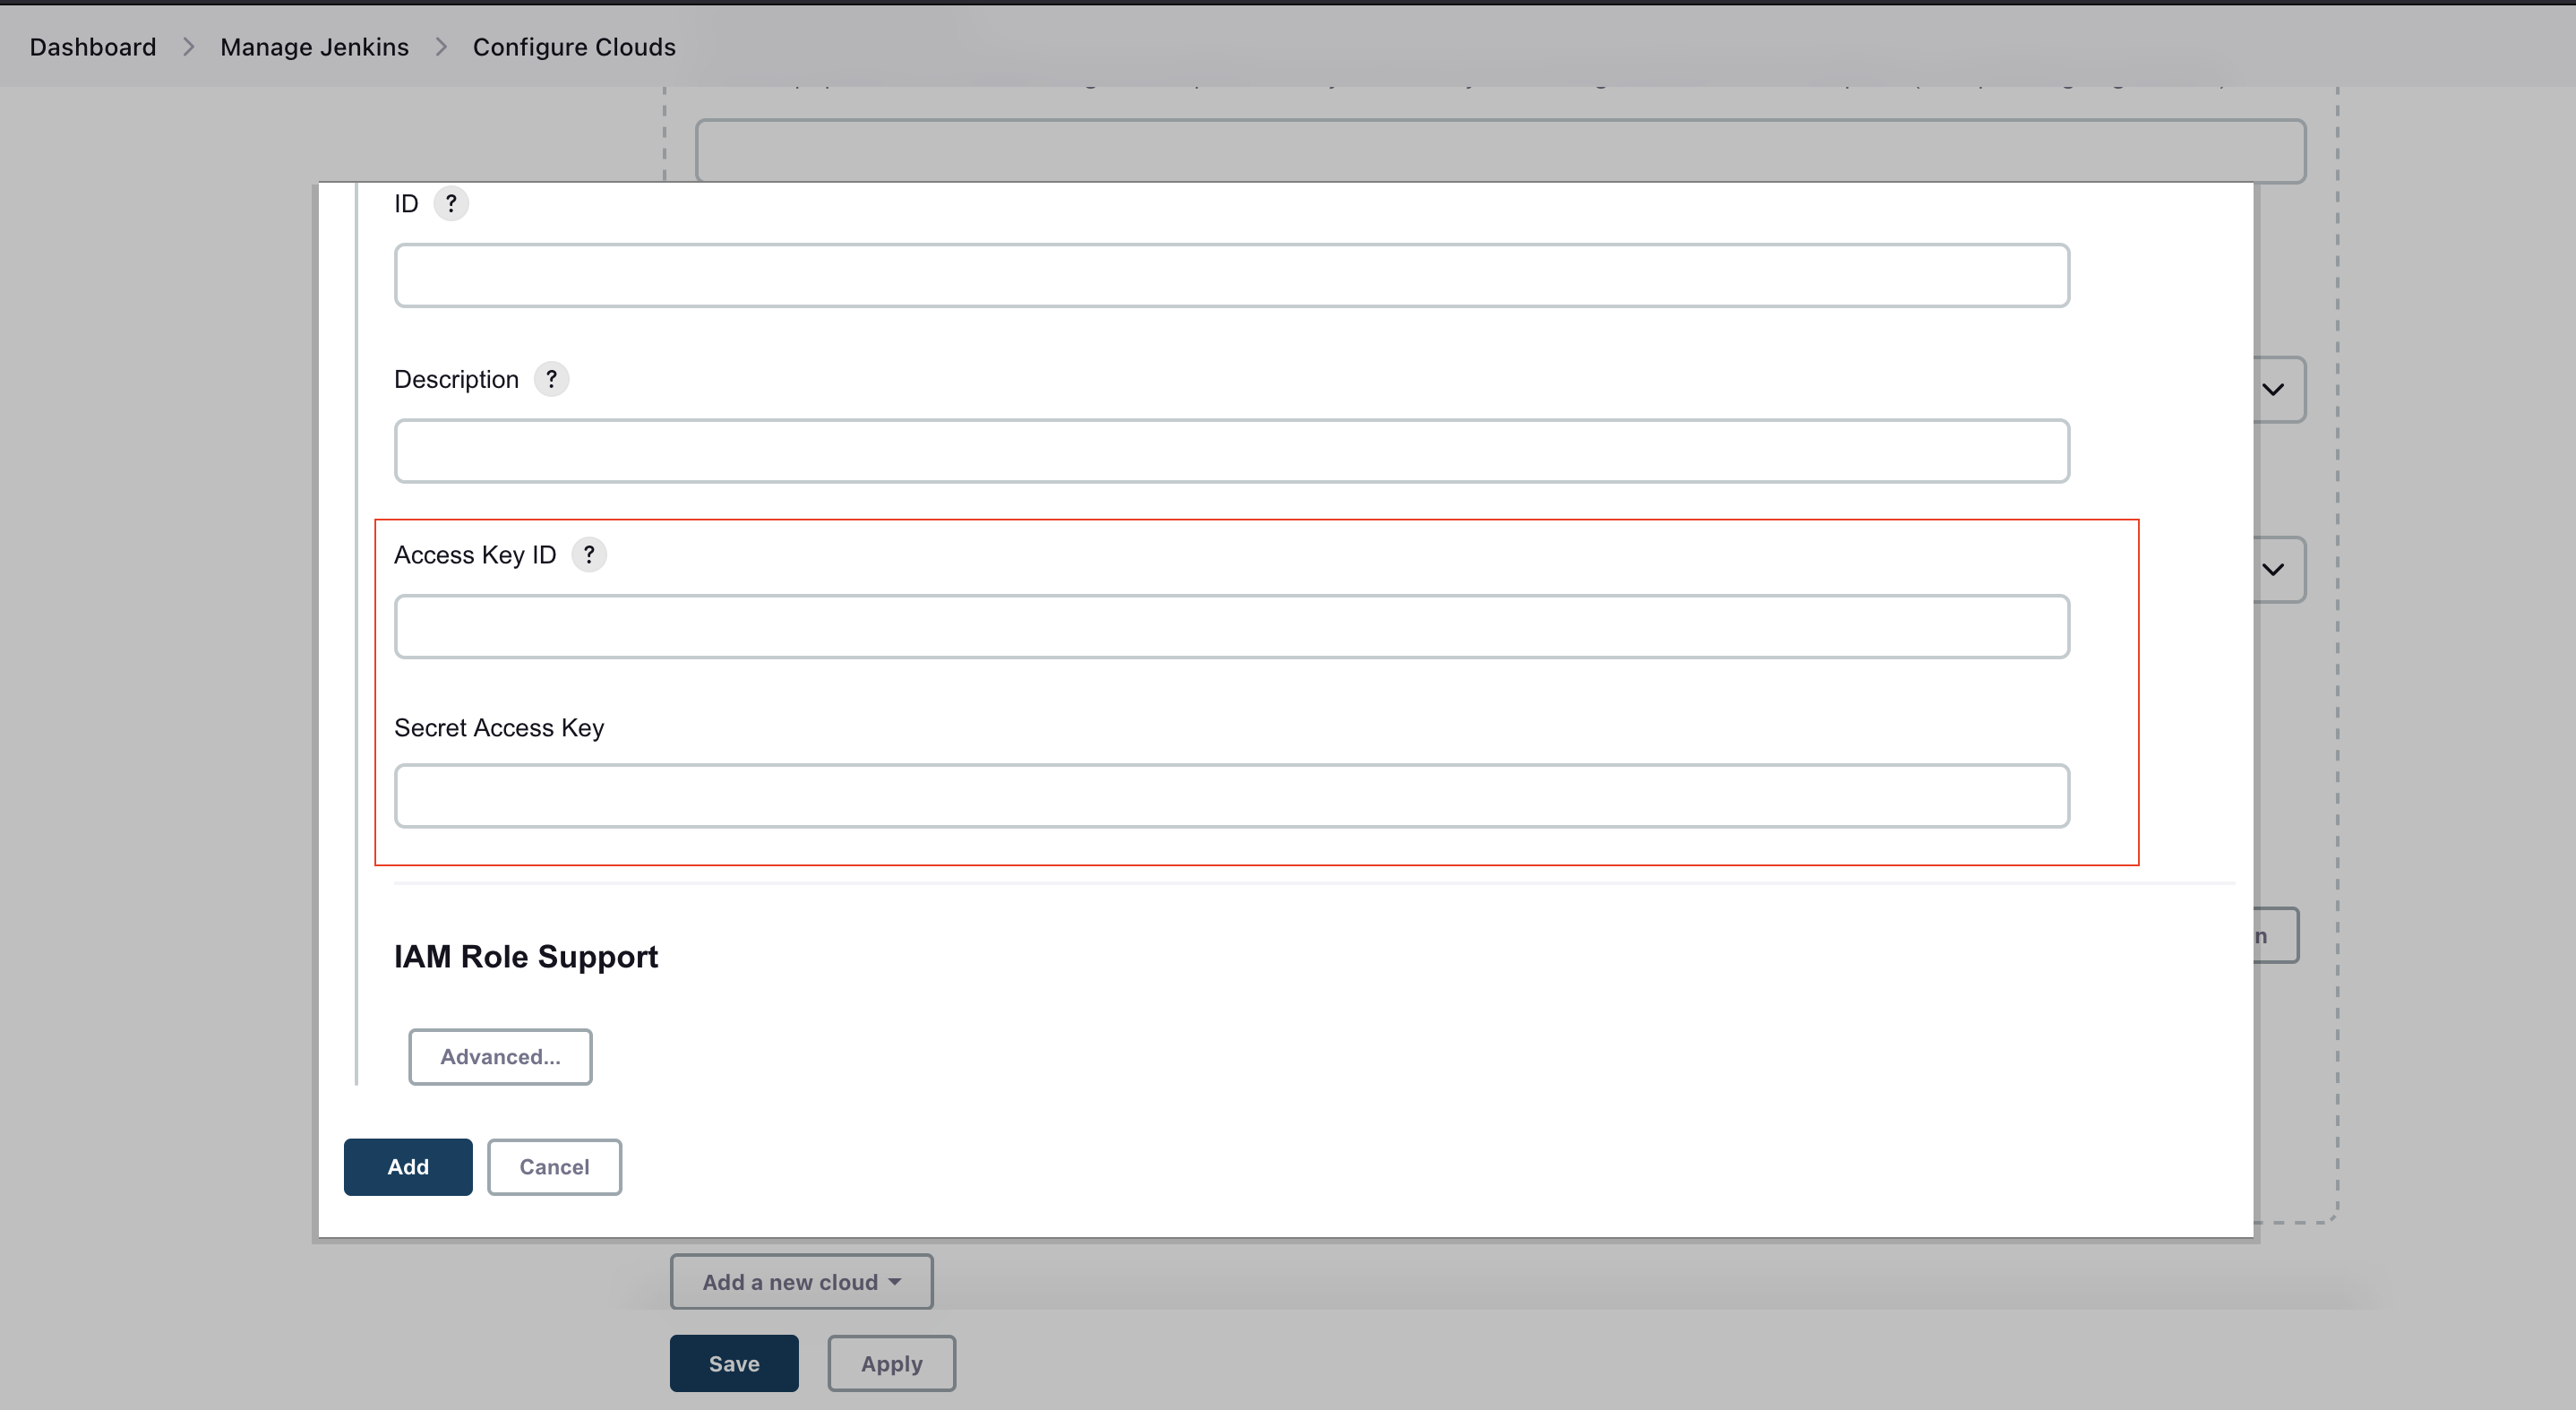 Dashboard > Manage Jenkins > Configure Clouds
ID ?
Description ?
Access Key ID ?
Secret Access Key
IAM Role Support
Advanced...
Add Cancel
Add a new cloud
Save Apply